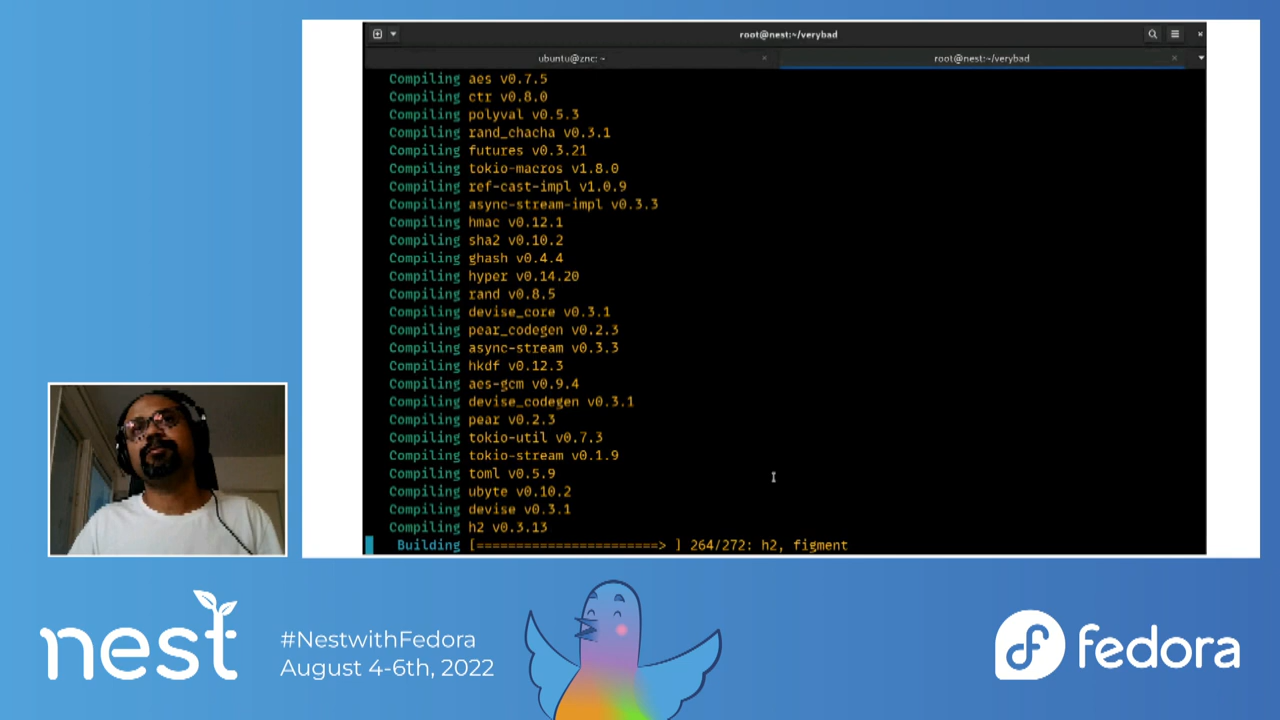 root@nest:~/verybad
ubuntu@znc: ~
root@nest:~/verybad
Compiling aes v0.7.5
Compiling ctr v0.8.0
Compiling polyval v0.5.3
Compiling rand_chacha v0.3.1
Compiling futures v0.3.21
Compiling tokio-macros v1.8.0
Compiling ref-cast-impl v1.0.9
Compiling async-stream-impl v0.3.3
Compiling hmac v0.12.1
Compiling sha2 v0.10.2
Compiling ghash v0.4.4
Compiling hyper v0.14.20
Compiling rand v0.8.5
Compiling devise_core v0.3.1
Compiling pear_codegen v0.2.3
Compiling async-stream v0.3.3
Compiling hkdf v0.12.3
Compiling aes-gcm v0.9.4
Compiling devise_codegen v0.3.1
Compiling pear v0.2.3
Compiling tokio-util v0.7.3
Compiling tokio-stream v0.1.9
Compiling toml v0.5.9
Compiling ubyte v0.10.2
Compiling devise v0.3.1
Compiling h2 v0.3.13
Building [=======================> ] 264/272: h2, figment
nest
#NestwithFedora
August 4-6th, 2022
fedora